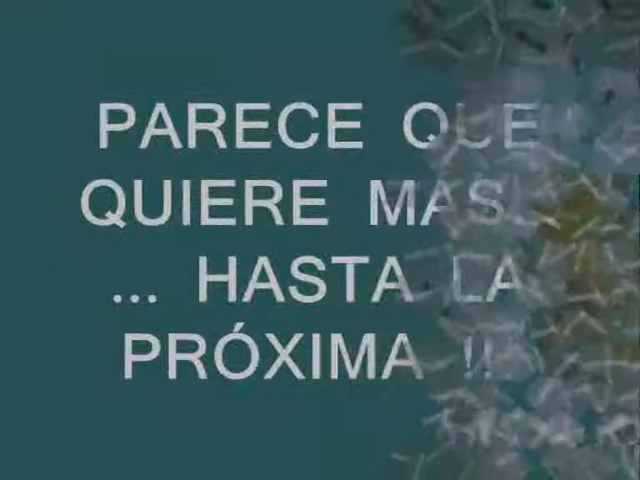 PARECE QUE
QUIERE MAS
... HASTA LA
PRÓXIMA !!